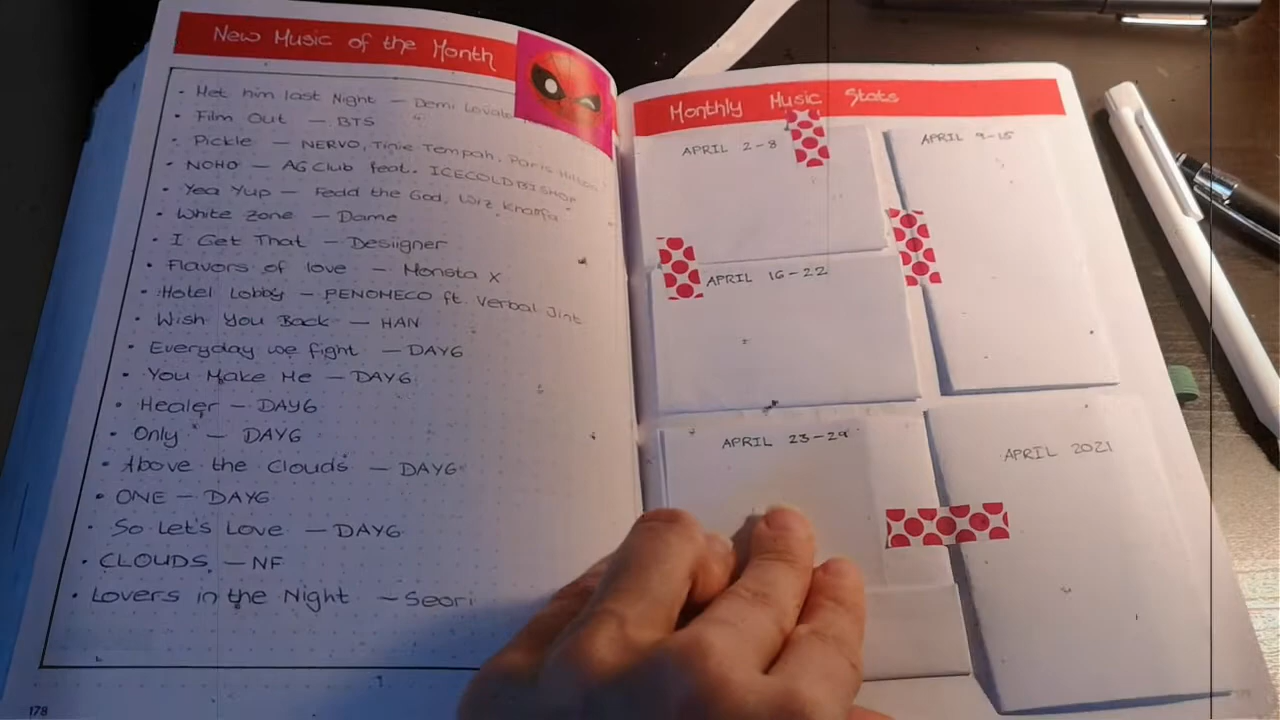 New Music of the Month
• Met him last Night - Demi Lovato
• Film Out - BTS
• Pickle - NERVO, Tinie Tempah, Paris Hilton
• NOHO - AG Club feat. ICECOLDBISHOP
• Yea Yup - Fedd the God, Wiz Khalifa
• White Zone - Dame
• I Get That - Desiigner
• Flavors of love - Monsta X
• Hotel Lobby - PENOMECO ft. Verbal Jint
• Wish You Back - HAN
• Everyday we fight - DAY6
• You Make Me - DAY6
• Healer - DAY6
• Only - DAY6
• Above the Clouds - DAY6
• ONE - DAY6
• So Let's Love - DAY6
• CLOUDS - NF
• Lovers in the Night - Seori
178
Monthly Music Stats
APRIL 2-8
APRIL 9-15
APRIL 16-22
APRIL 23-29
APRIL 2021